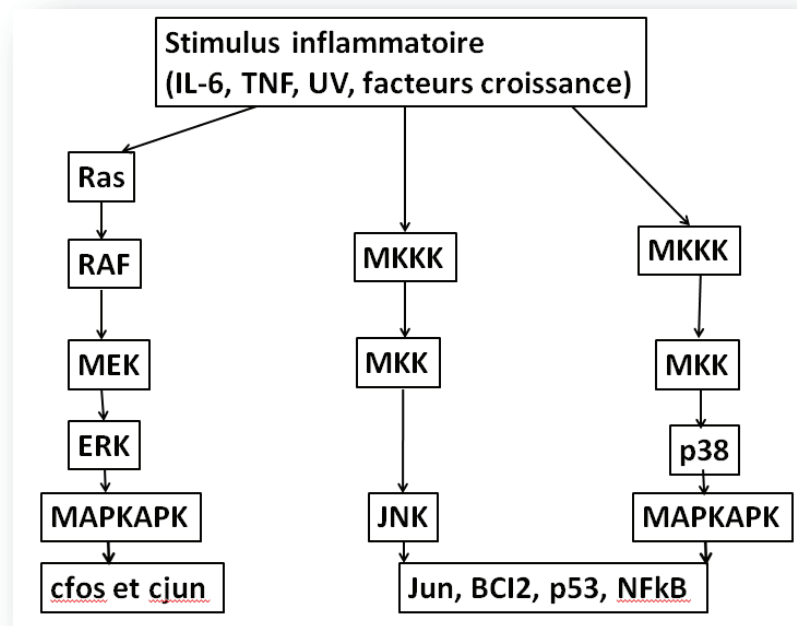 Stimulus inflammatoire
(IL-6, TNF, UV, facteurs croissance)
Ras
RAF
MKKK
MKKK
MEK
MKK
MKK
ERK
p38
MAPKAPK
JNK
MAPKAPK
cfos et cjun
Jun, BCI2, p53, NFkB